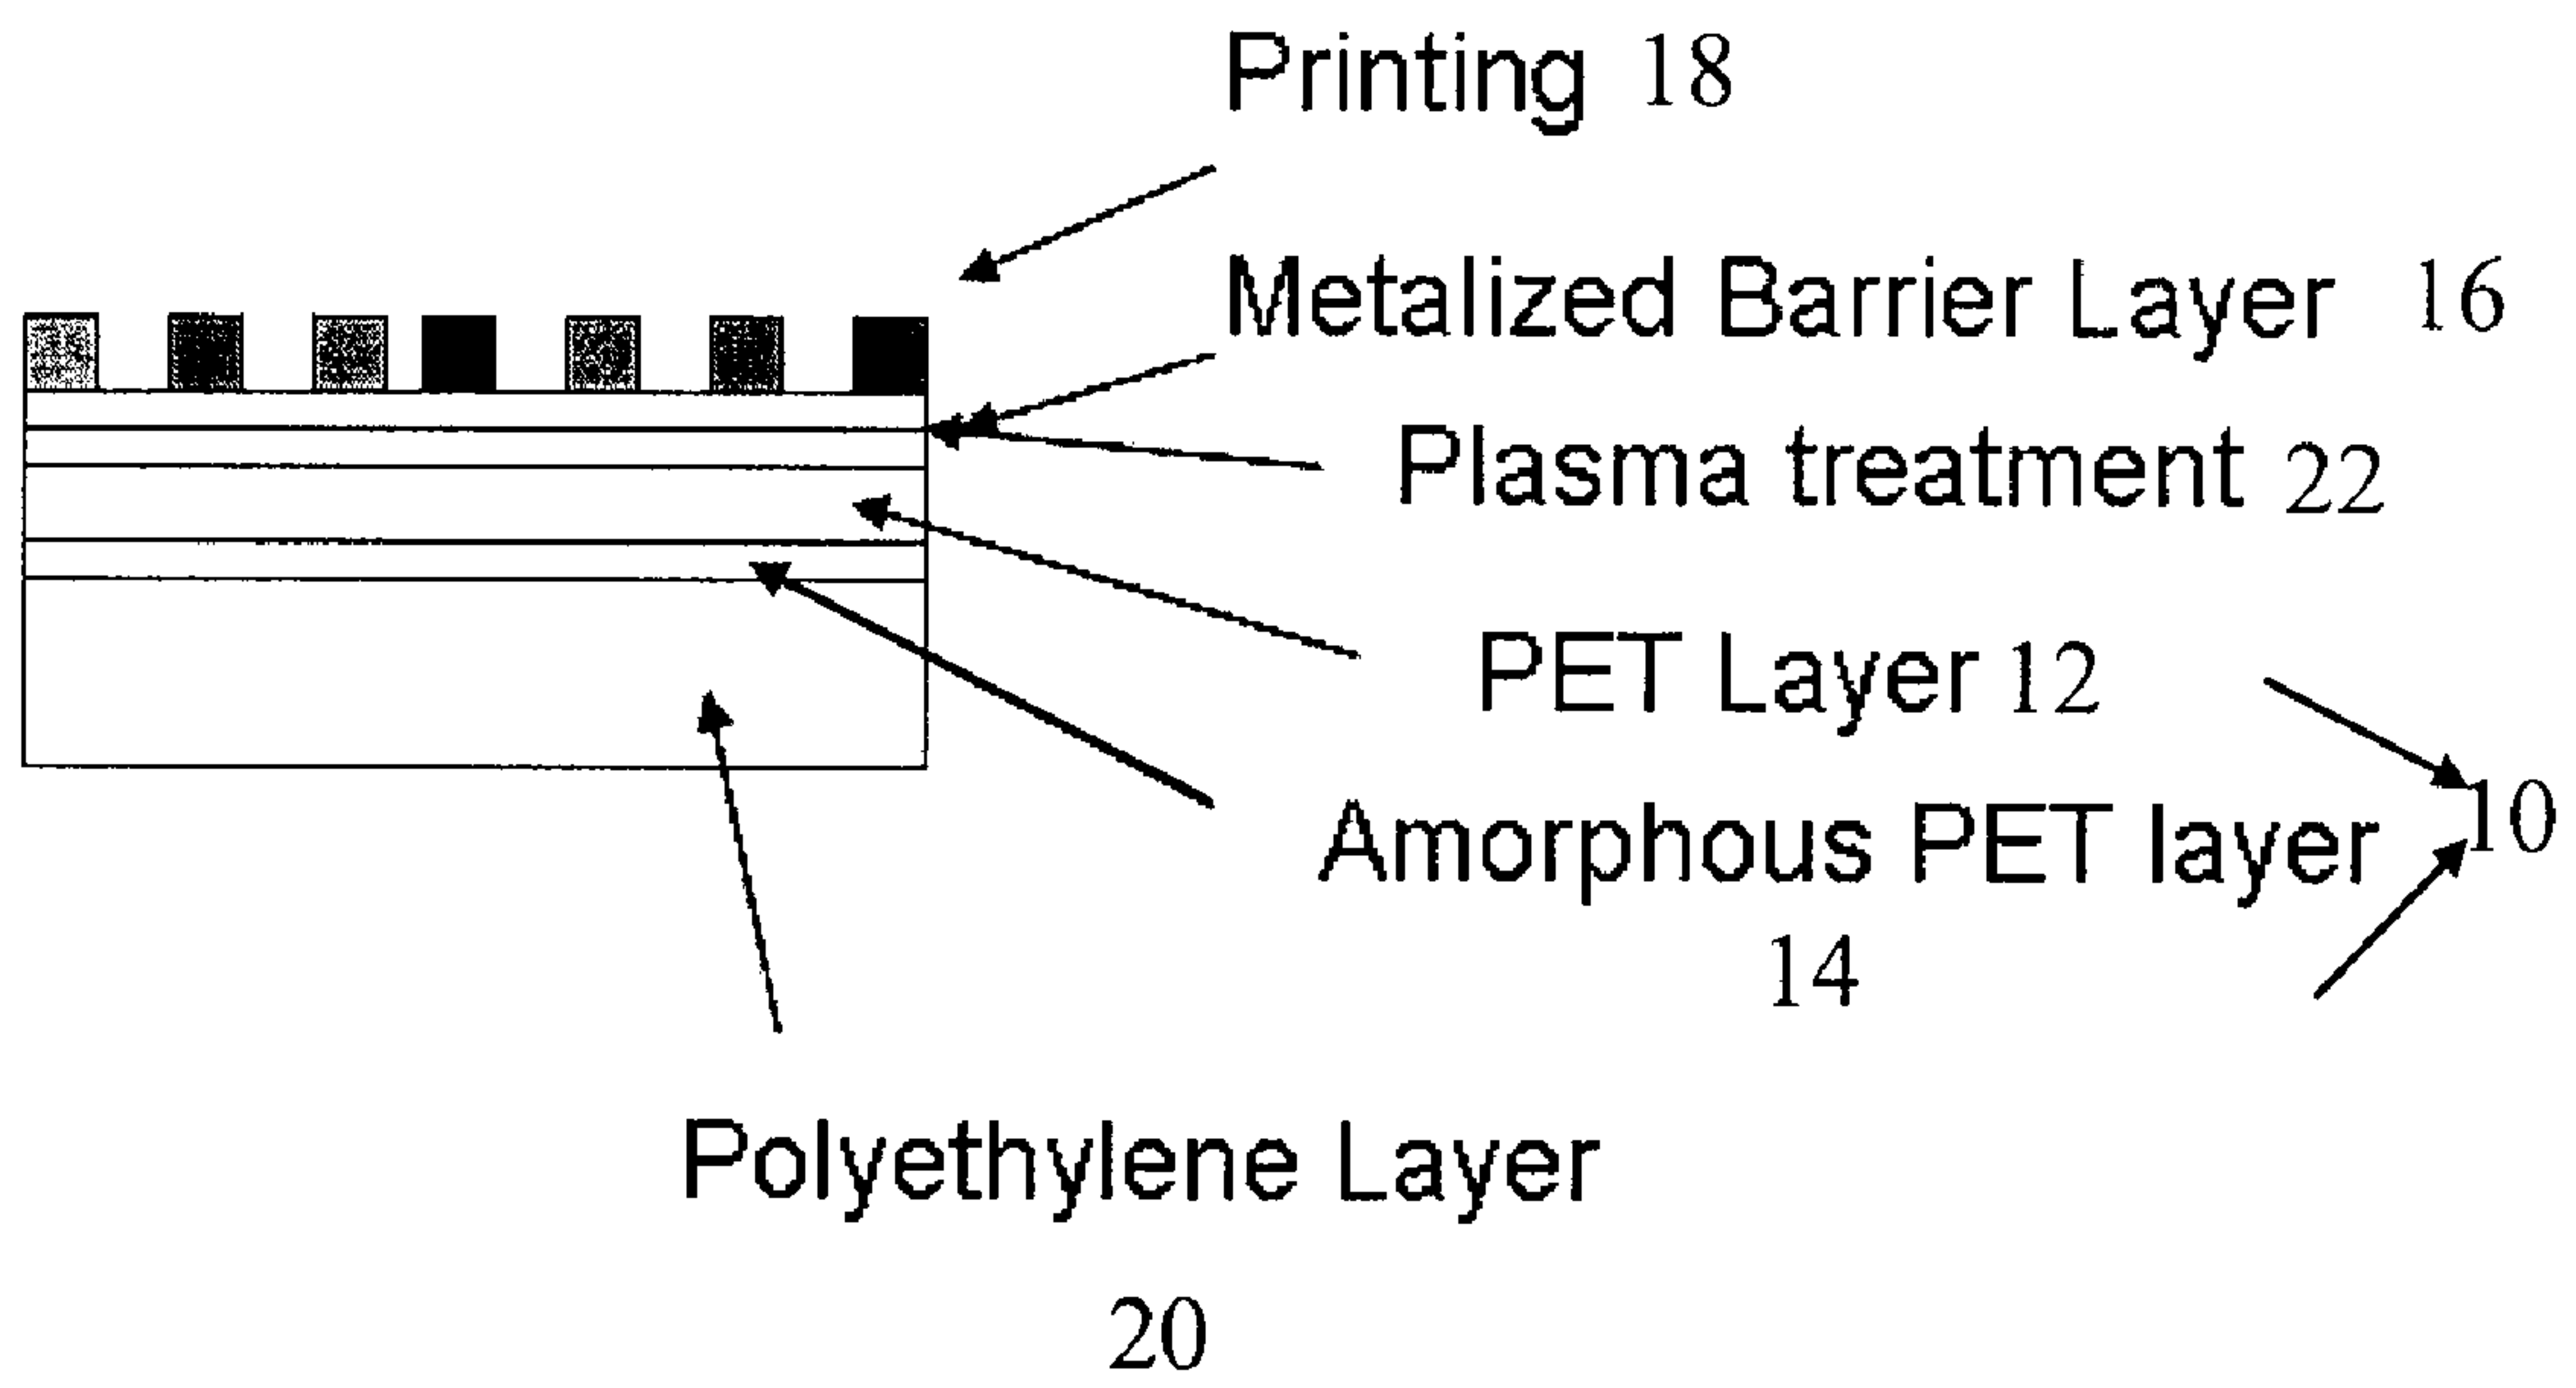 Printing 18
Metalized Barrier Layer 16
Plasma treatment 22
PET Layer 12
10
Amorphous PET layer
14
Polyethylene Layer
20